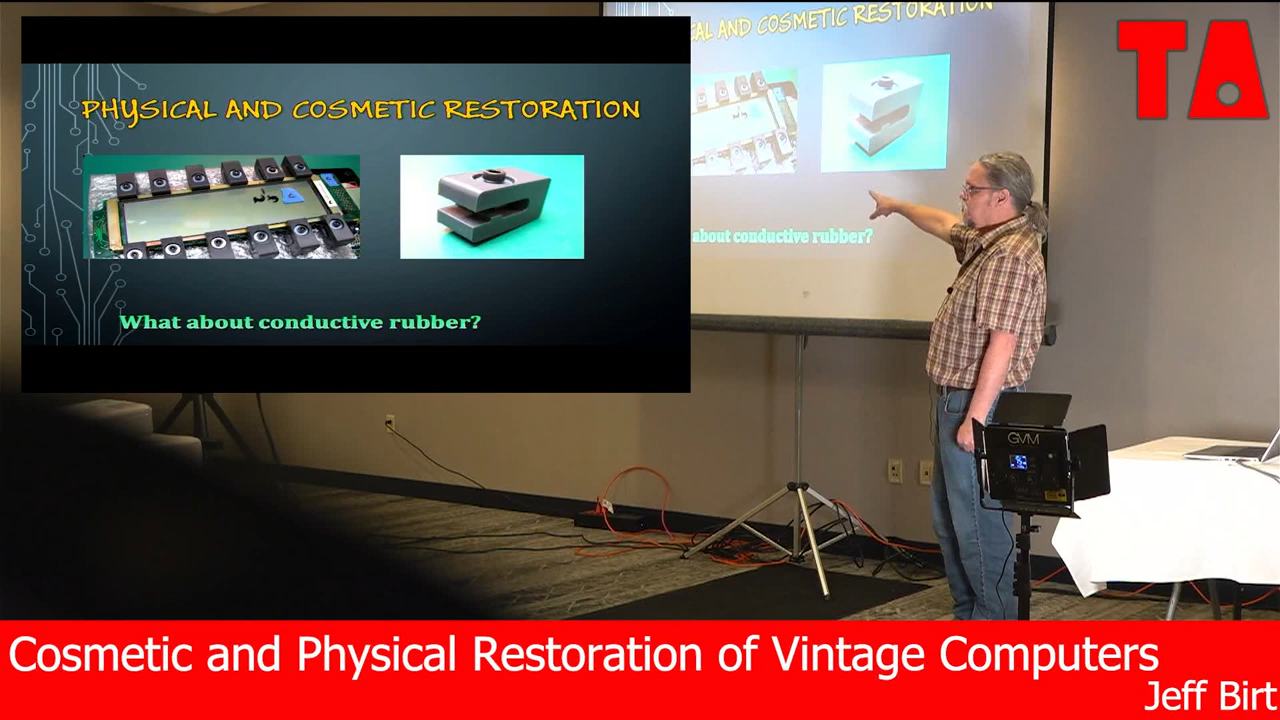 PHYSICAL AND COSMETIC RESTORATION
What about conductive rubber?
AL AND COSMETIC RESTORATION
about conductive rubber?
TA
GVM
Cosmetic and Physical Restoration of Vintage Computers
Jeff Birt